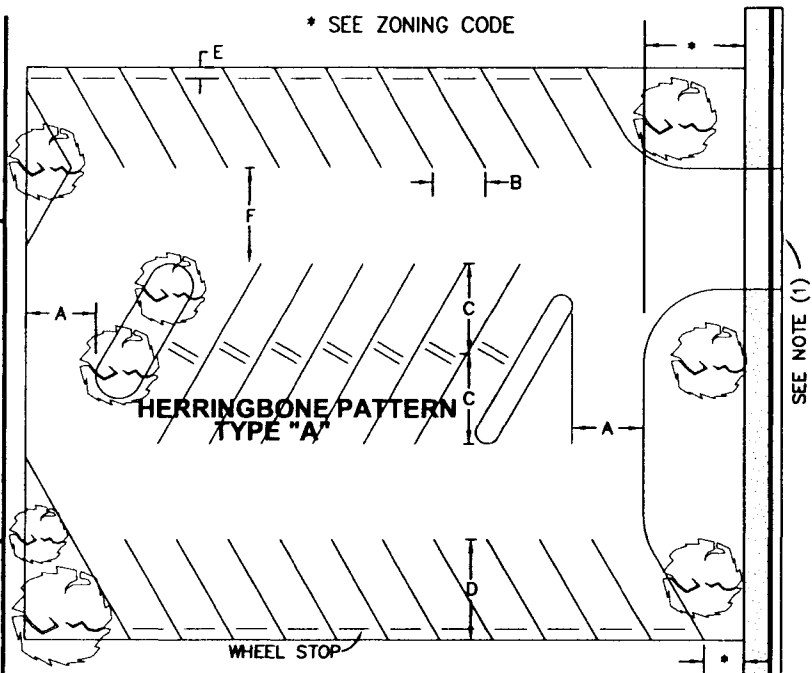 * SEE ZONING CODE
*
E
B
F
A
C
C
HERRINGBONE PATTERN
TYPE "A"
A
SEE NOTE (1)
D
WHEEL STOP
*